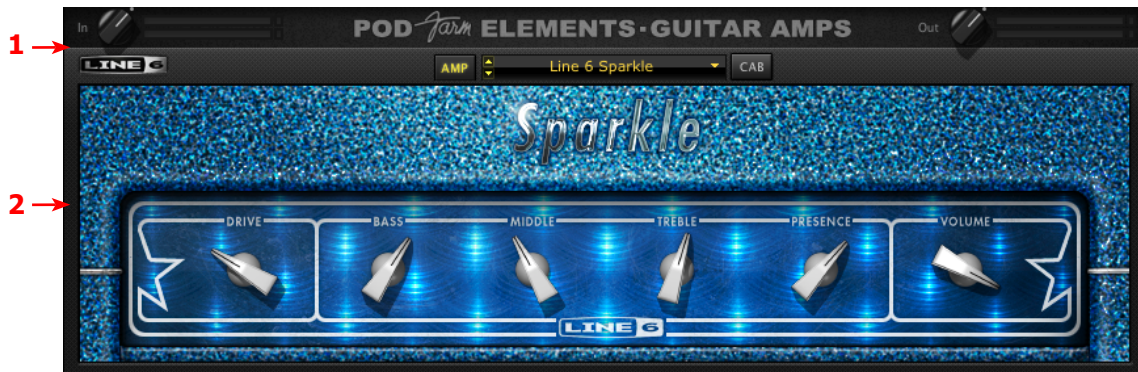 In POD Farm ELEMENTS·GUITAR AMPS Out
1
LINE 6 AMP Line 6 Sparkle CAB
Sparkle
2
DRIVE BASS MIDDLE TREBLE PRESENCE VOLUME
LINE 6